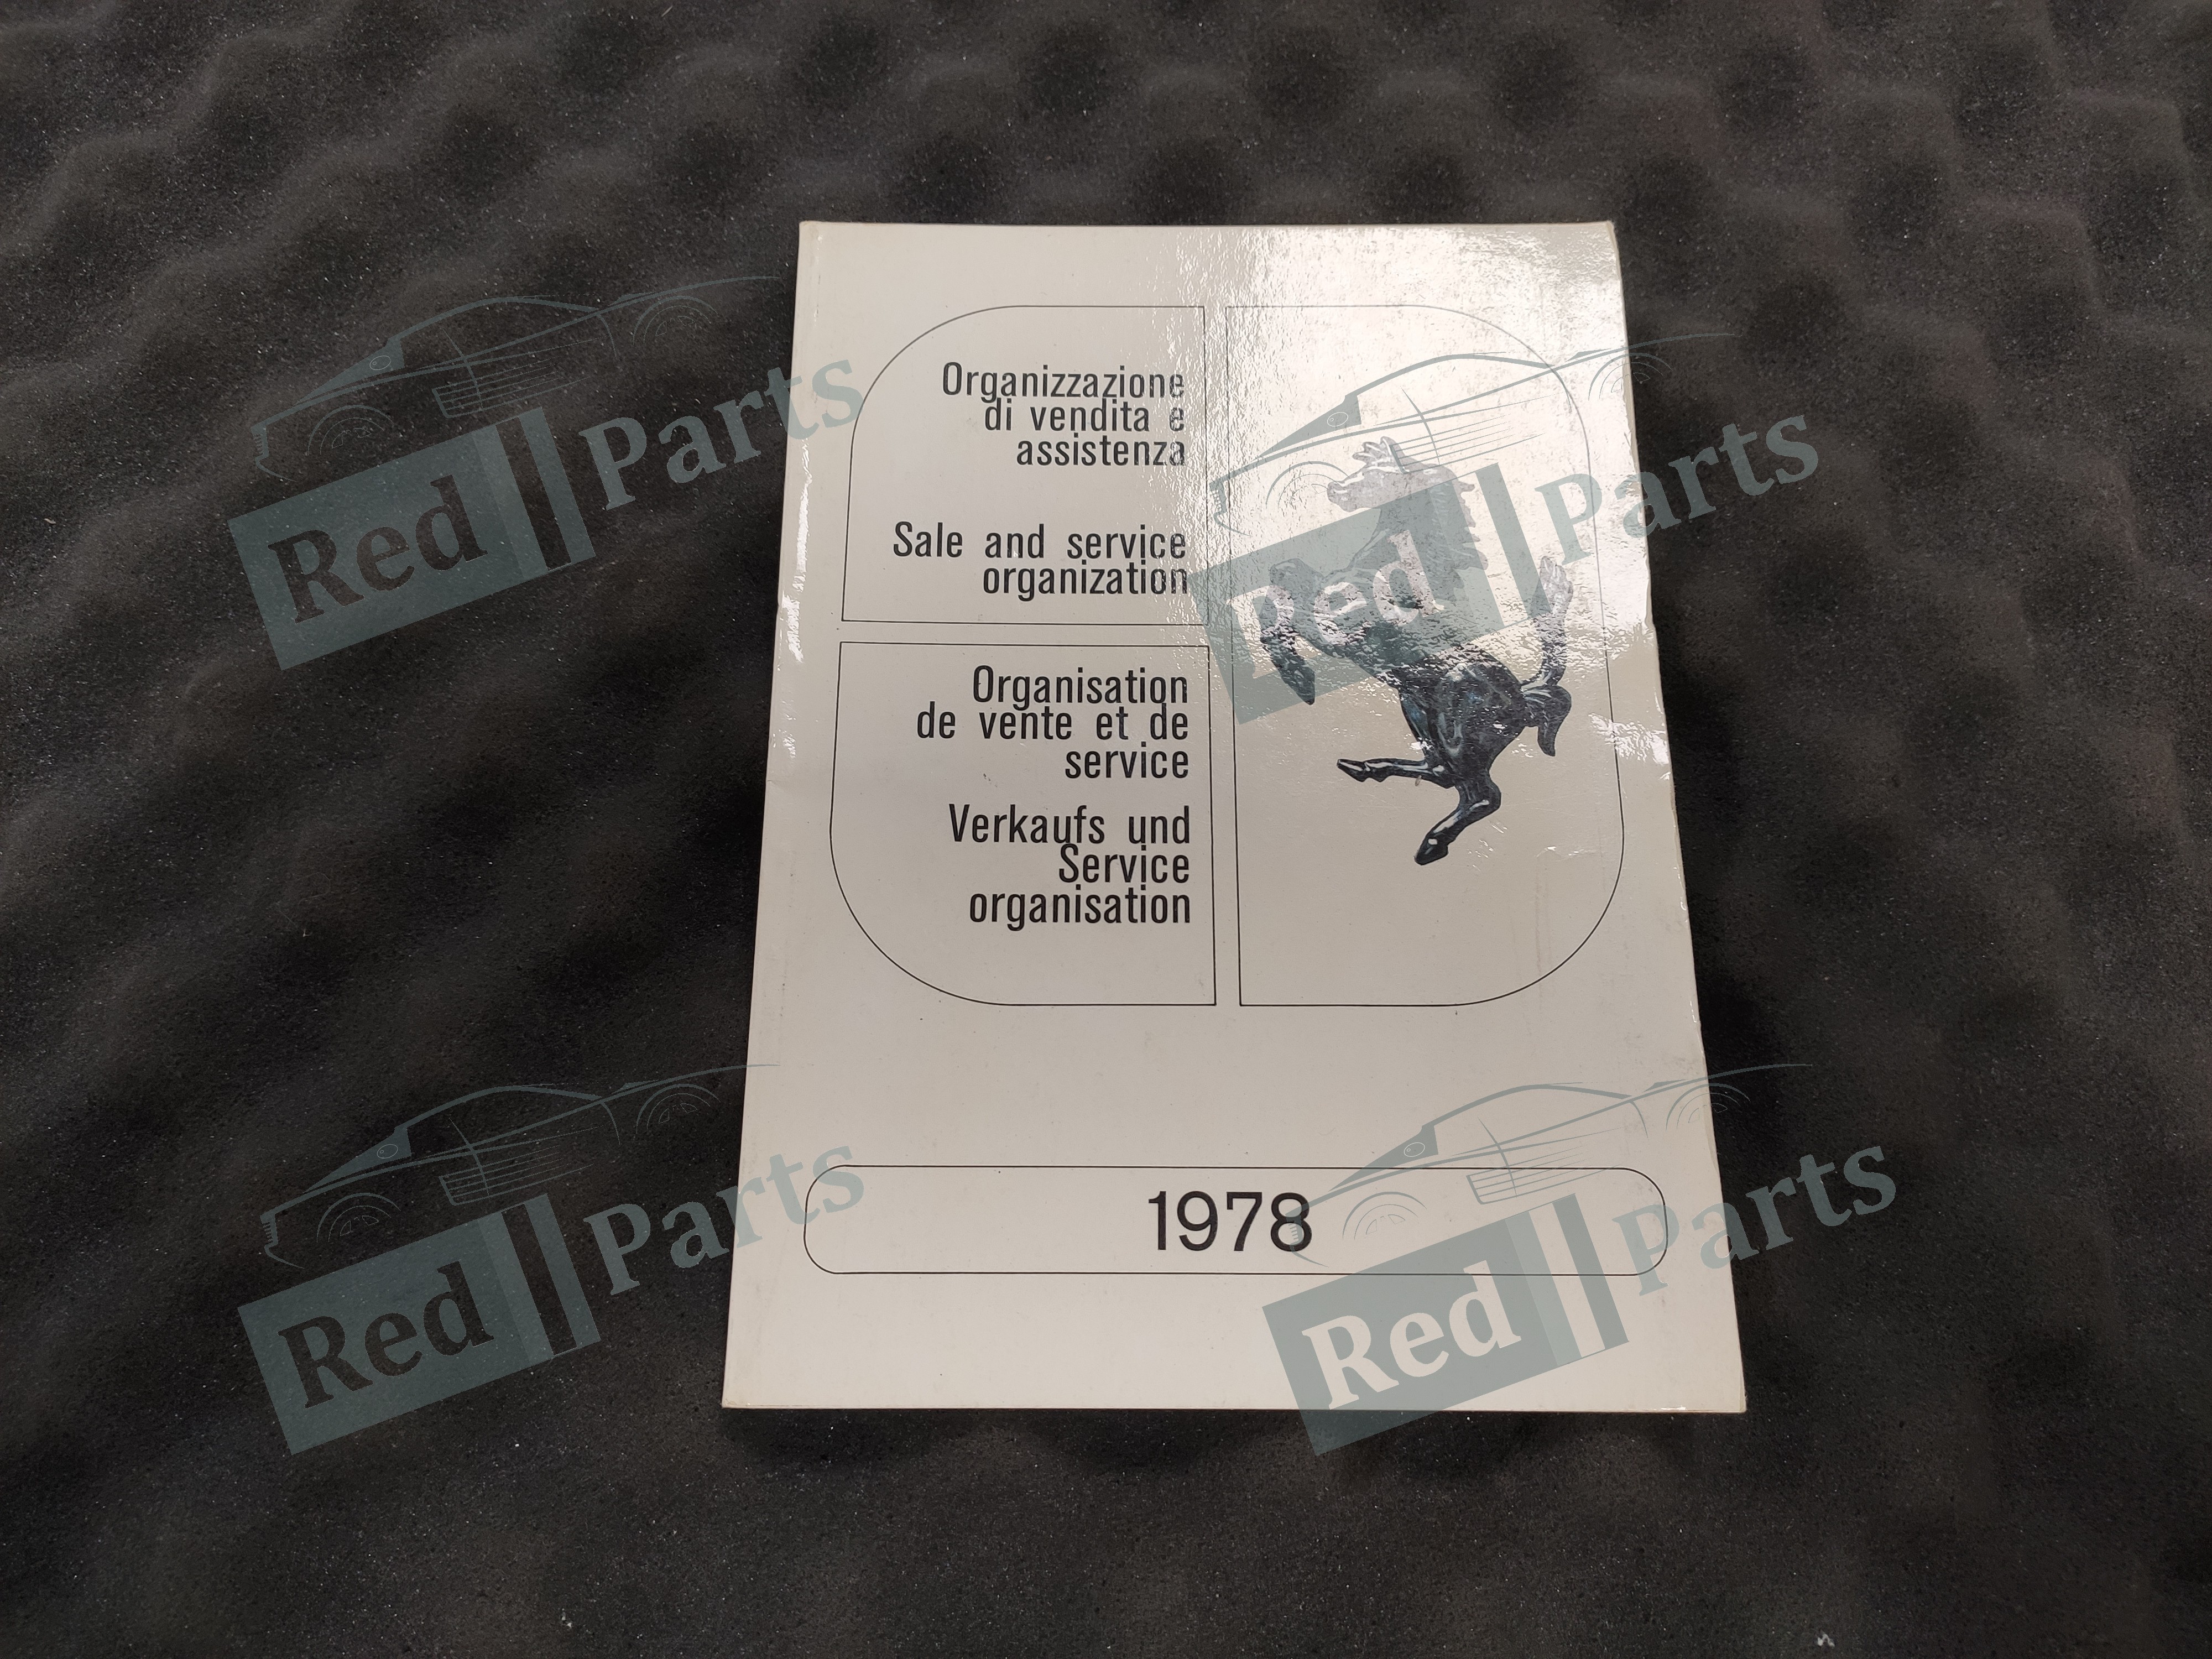 Organizzazione
di vendita e
assistenza
Sale and service
organization
Organisation
de vente et de
service
Verkaufs und
Service
organisation
1978
Red Parts
Red Parts
Red Parts
Red Parts